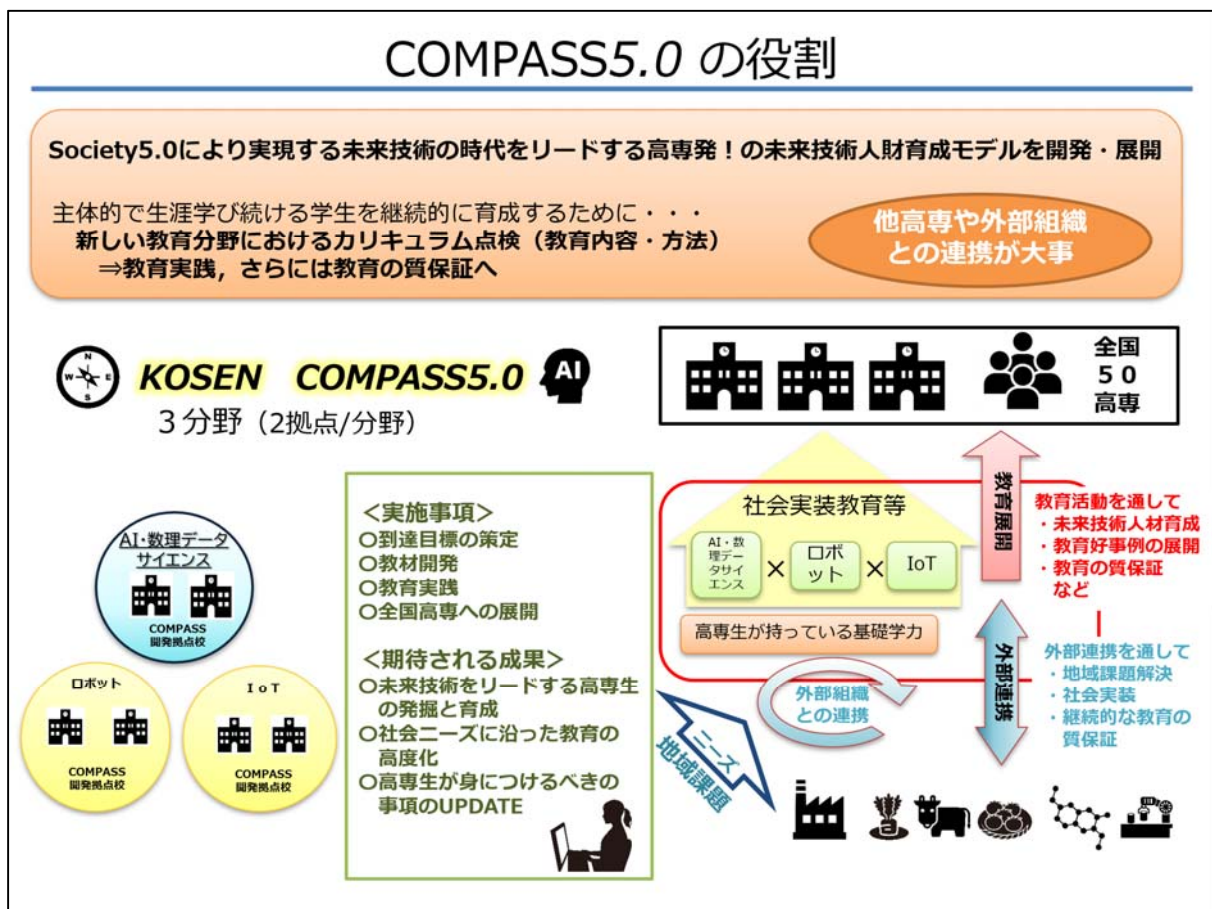 COMPASS5.0 の役割
Society5.0により実現する未来技術の時代をリードする高専発！の未来技術人財育成モデルを開発・展開
主体的で生涯学び続ける学生を継続的に育成するために・・・
新しい教育分野におけるカリキュラム点検（教育内容・方法）
⇒教育実践，さらには教育の質保証へ
他高専や外部組織
との連携が大事
N
W E
S
KOSEN COMPASS5.0
AI
３分野（2拠点/分野）
全国
５０
高専
AI・数理データ
サイエンス
COMPASS
開発拠点校
ロボット
COMPASS
開発拠点校
ＩｏＴ
COMPASS
開発拠点校
＜実施事項＞
○到達目標の策定
○教材開発
○教育実践
○全国高専への展開
＜期待される成果＞
○未来技術をリードする高専生
の発掘と育成
○社会ニーズに沿った教育の
高度化
○高専生が身につけるべきの
事項のUPDATE
社会実装教育等
AI・数
理デー
タサイ
エンス
×
ロボ
ット
×
IoT
高専生が持っている基礎学力
教育展開
教育活動を通して
・未来技術人材育成
・教育好事例の展開
・教育の質保証
など
外部連携
外部連携を通して
・地域課題解決
・社会実装
・継続的な教育の
質保証
外部組織
との連携
ニーズ
地域課題